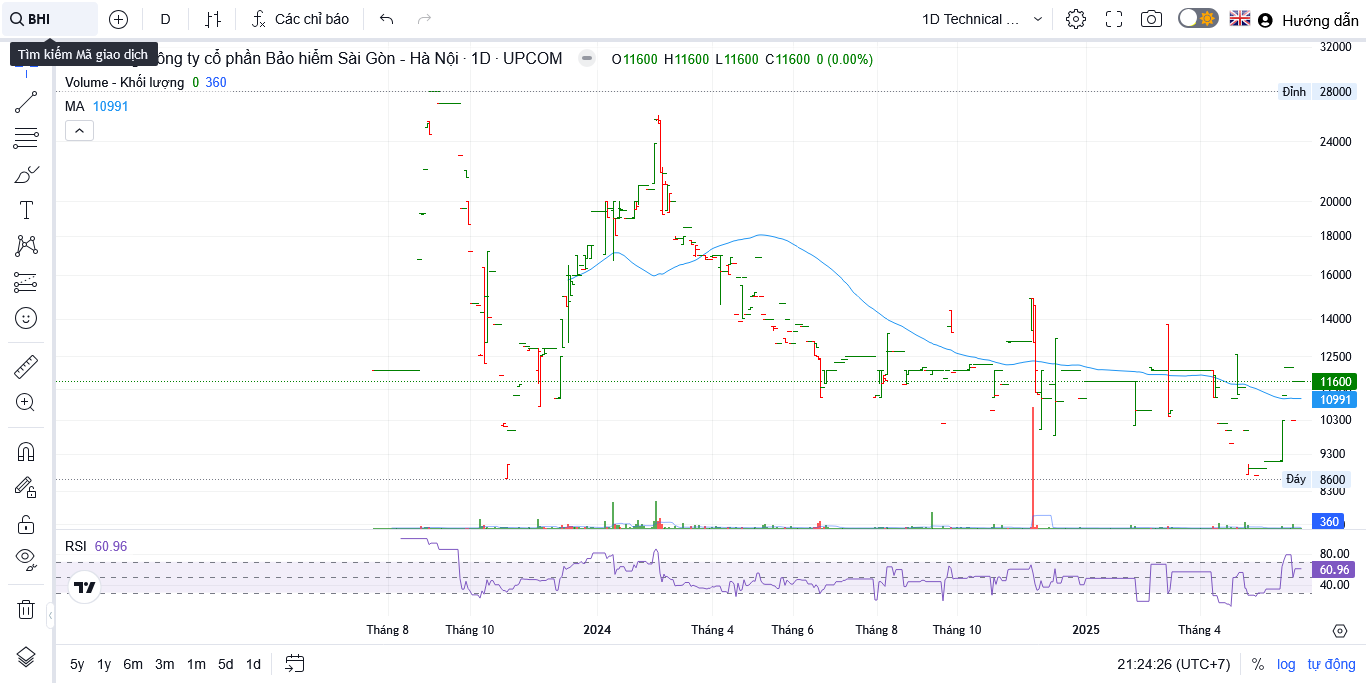 BHI
D
Các chỉ báo
1D Technical ...
Hướng dẫn
Tìm kiếm Mã giao dịch
ông ty cổ phần Bảo hiểm Sài Gòn - Hà Nội · 1D · UPCOM
O11600 H11600 L11600 C11600 0 (0.00%)
Volume - Khối lượng 0 360
MA 10991
32000
Đỉnh 28000
24000
20000
18000
16000
14000
12500
11600
10991
10300
9300
Đáy 8600
8300
360
RSI 60.96
80.00
60.96
40.00
Tháng 8 Tháng 10 2024 Tháng 4 Tháng 6 Tháng 8 Tháng 10 2025 Tháng 4
5y 1y 6m 3m 1m 5d 1d
21:24:26 (UTC+7) % log tự động